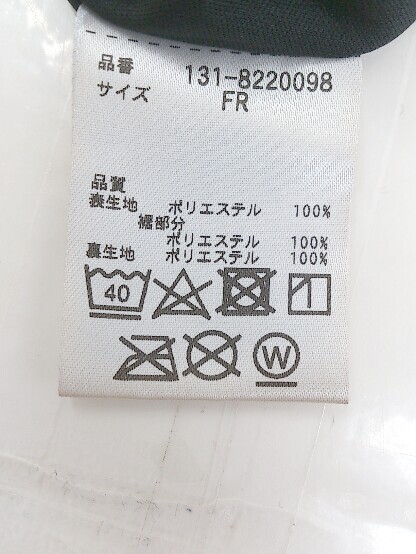 品番 131-8220098
サイズ FR
品質
表生地 ポリエステル 100%
裾部分
ポリエステル 100%
裏生地 ポリエステル 100%
40
W